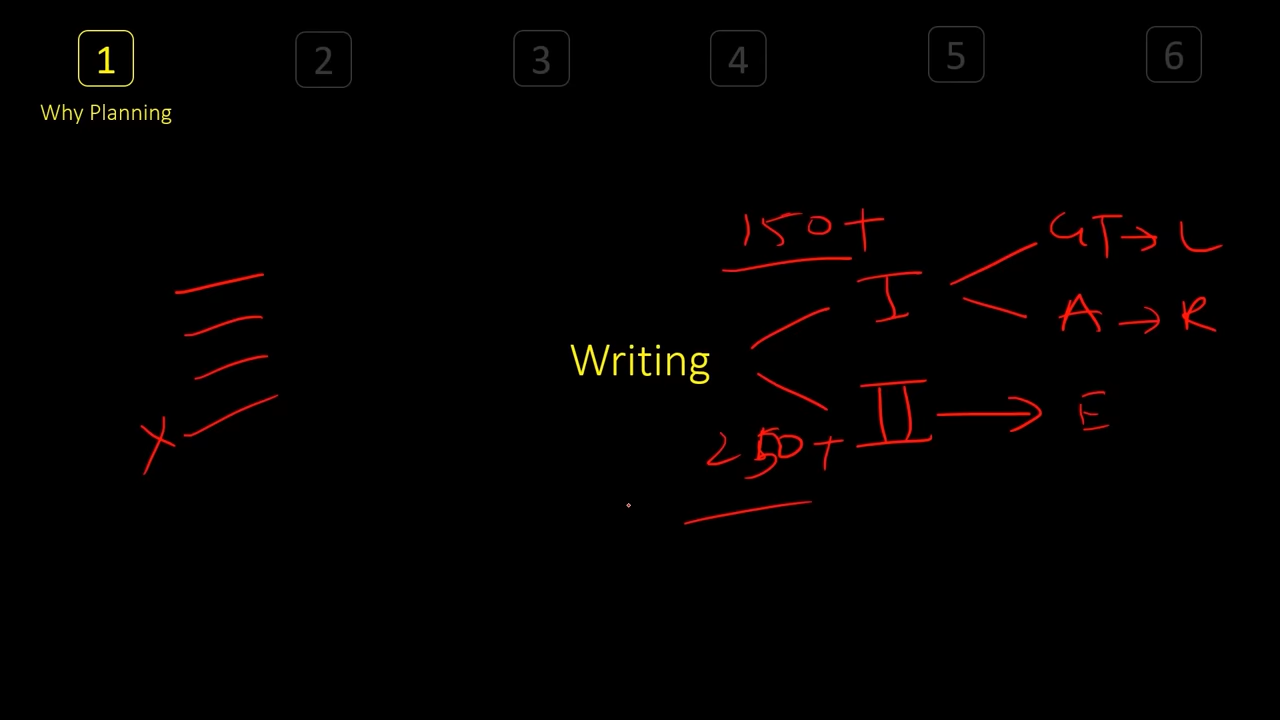 1 2 3 4 5 6
Why Planning
150+
I GT→ L
A → R
Writing
II → E
250+
X